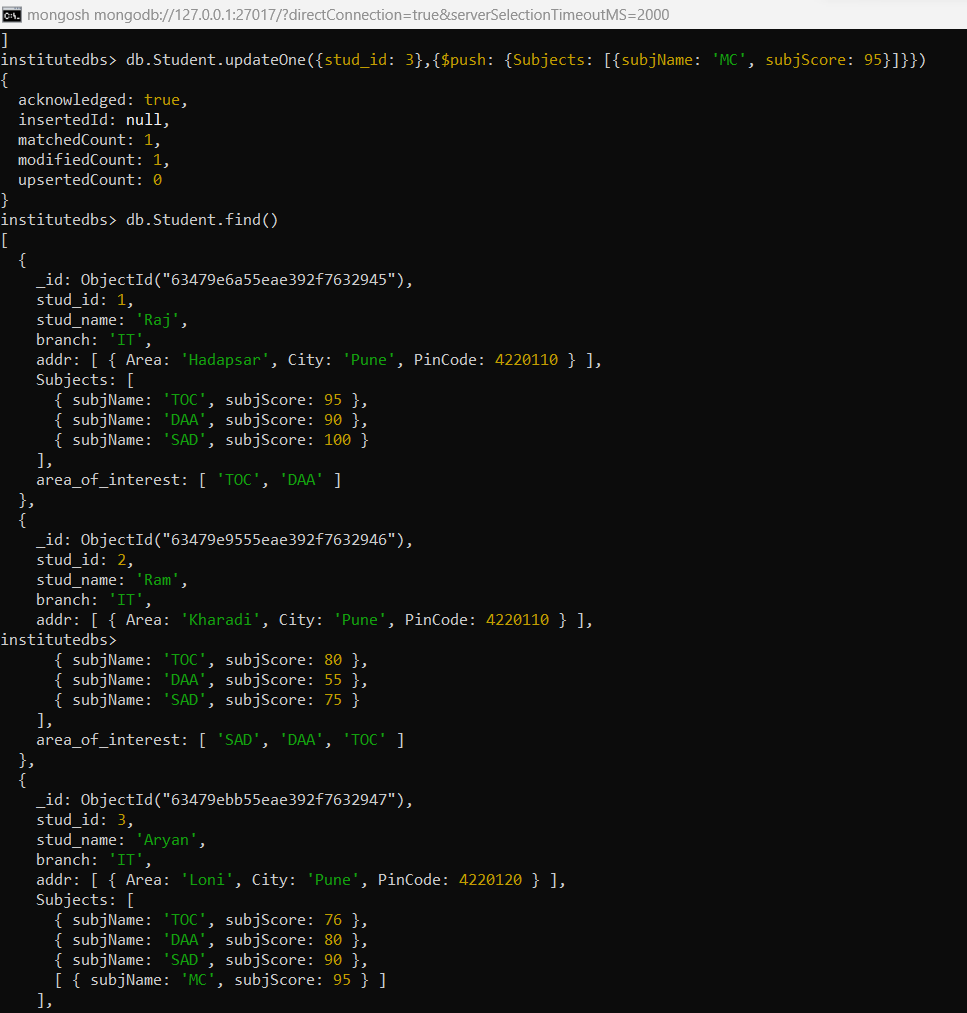 mongosh mongodb://127.0.0.1:27017/?directConnection=true&serverSelectionTimeoutMS=2000
]
institutedbs> db.Student.updateOne({stud_id: 3},{$push: {Subjects: [{subjName: 'MC', subjScore: 95}]}})
{
  acknowledged: true,
  insertedId: null,
  matchedCount: 1,
  modifiedCount: 1,
  upsertedCount: 0
}
institutedbs> db.Student.find()
[
  {
    _id: ObjectId("63479e6a55eae392f7632945"),
    stud_id: 1,
    stud_name: 'Raj',
    branch: 'IT',
    addr: [ { Area: 'Hadapsar', City: 'Pune', PinCode: 4220110 } ],
    Subjects: [
      { subjName: 'TOC', subjScore: 95 },
      { subjName: 'DAA', subjScore: 90 },
      { subjName: 'SAD', subjScore: 100 }
    ],
    area_of_interest: [ 'TOC', 'DAA' ]
  },
  {
    _id: ObjectId("63479e9555eae392f7632946"),
    stud_id: 2,
    stud_name: 'Ram',
    branch: 'IT',
    addr: [ { Area: 'Kharadi', City: 'Pune', PinCode: 4220110 } ],
institutedbs>
      { subjName: 'TOC', subjScore: 80 },
      { subjName: 'DAA', subjScore: 55 },
      { subjName: 'SAD', subjScore: 75 }
    ],
    area_of_interest: [ 'SAD', 'DAA', 'TOC' ]
  },
  {
    _id: ObjectId("63479ebb55eae392f7632947"),
    stud_id: 3,
    stud_name: 'Aryan',
    branch: 'IT',
    addr: [ { Area: 'Loni', City: 'Pune', PinCode: 4220120 } ],
    Subjects: [
      { subjName: 'TOC', subjScore: 76 },
      { subjName: 'DAA', subjScore: 80 },
      { subjName: 'SAD', subjScore: 90 },
      [ { subjName: 'MC', subjScore: 95 } ]
    ],